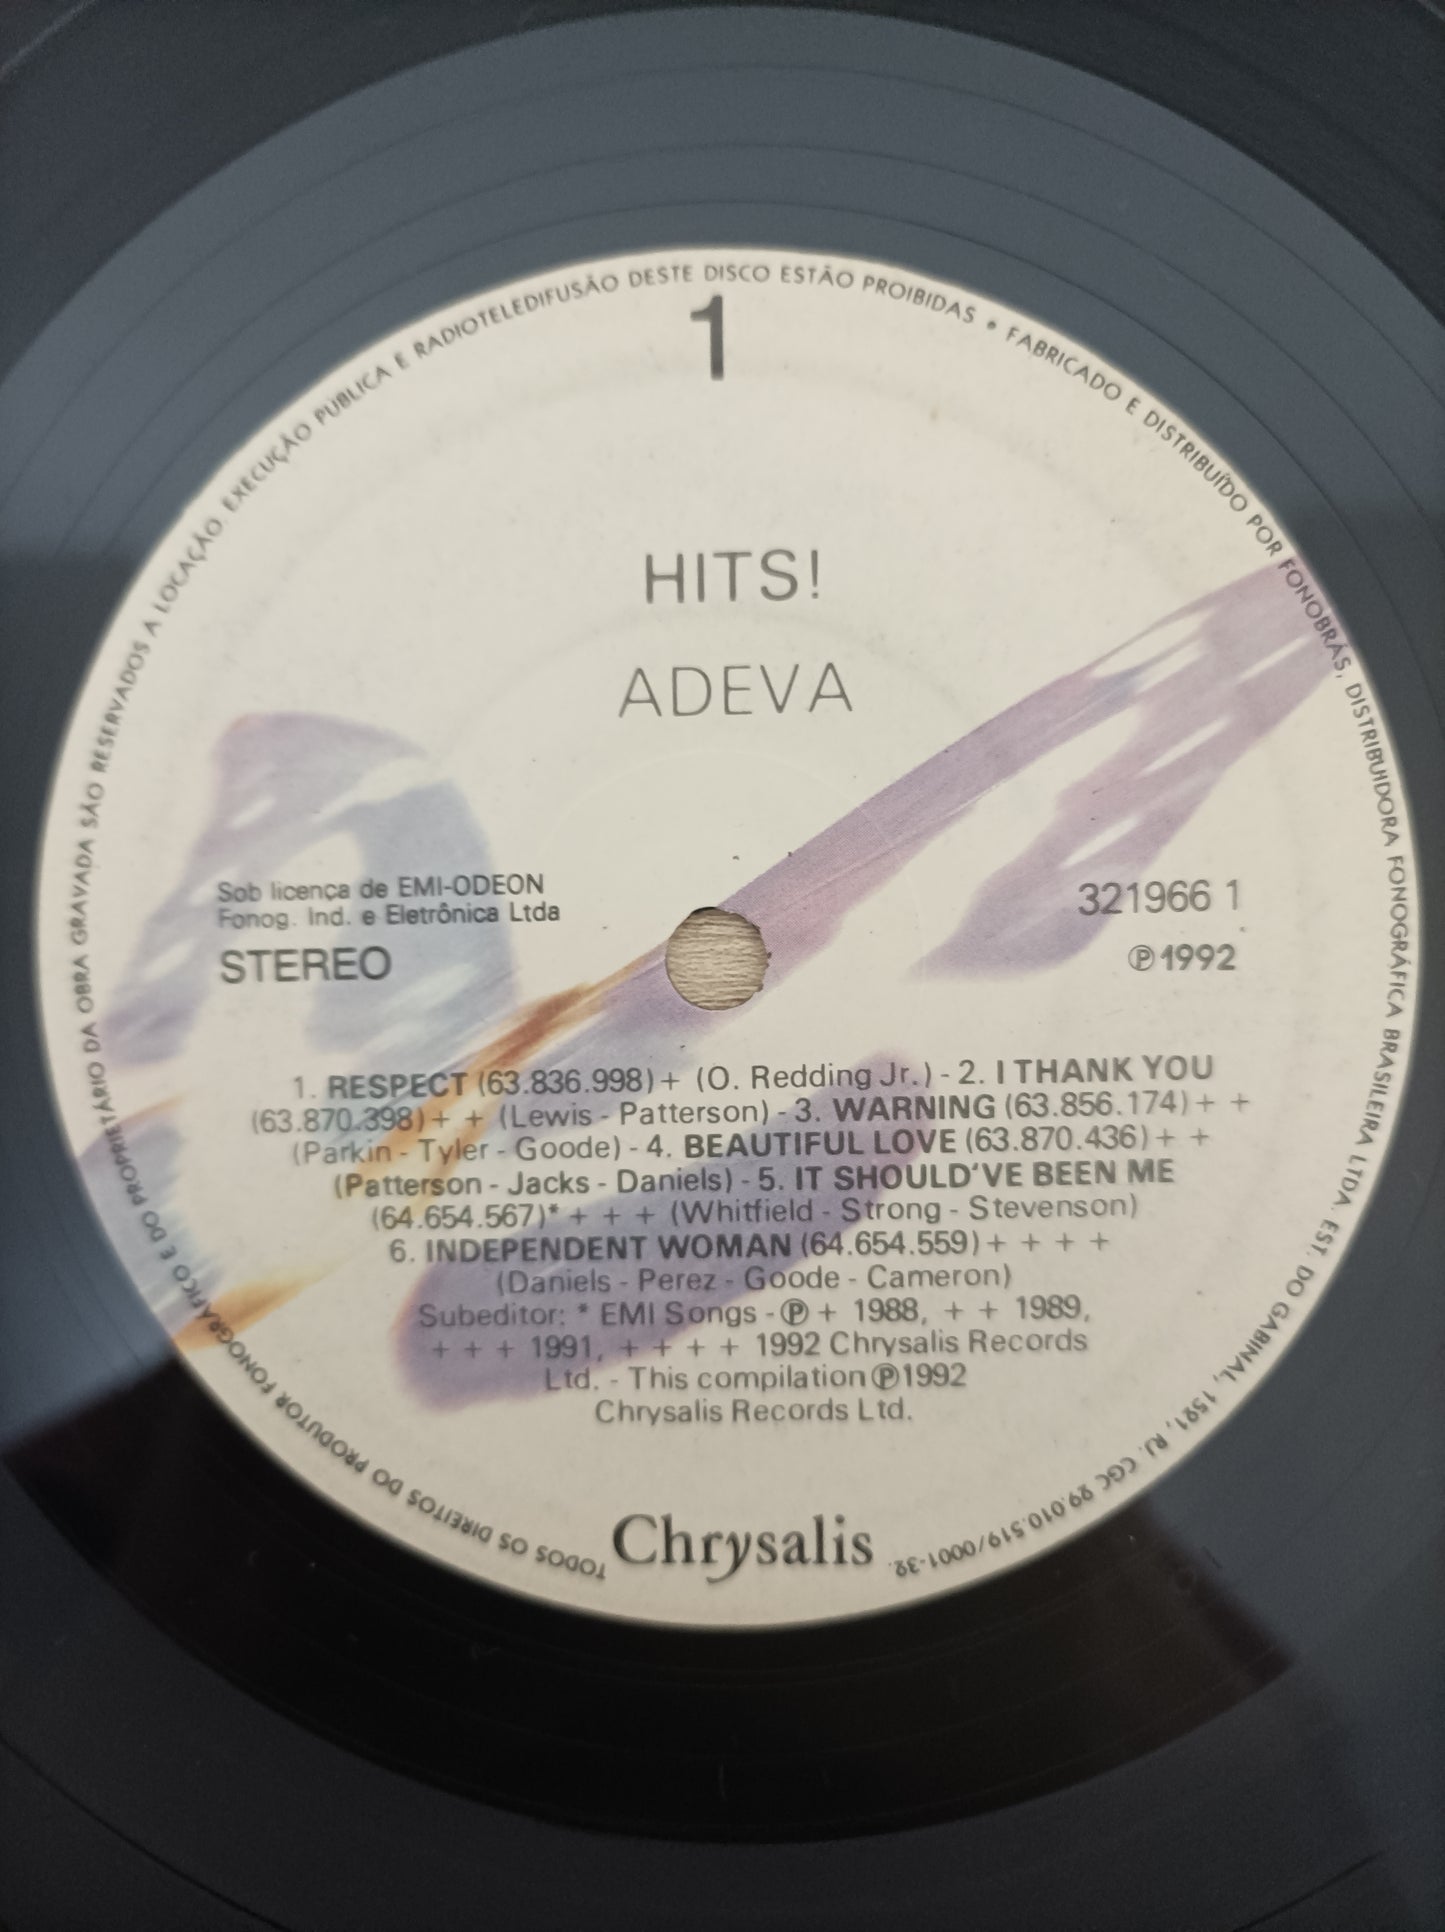 1
HITS!
ADEVA
Sob licença de EMI-ODEON
Fonog. Ind. e Eletrônica Ltda
STEREO
321966 1
℗1992
1. RESPECT (63.836.998)+ (O. Redding Jr.) - 2. I THANK YOU
(63.870.398)+ + (Lewis - Patterson) - 3. WARNING (63.856.174)+ +
(Parkin - Tyler - Goode) - 4. BEAUTIFUL LOVE (63.870.436)+ +
(Patterson - Jacks - Daniels) - 5. IT SHOULD'VE BEEN ME
(64.654.567)* + + + (Whitfield - Strong - Stevenson)
6. INDEPENDENT WOMAN (64.654.559)+ + + +
(Daniels - Perez - Goode - Cameron)
Subeditor: * EMI Songs - ℗ + 1988, + + 1989,
+ + + 1991, + + + + 1992 Chrysalis Records
Ltd. - This compilation ℗1992
Chrysalis Records Ltd.
Chrysalis
TODOS OS DIREITOS DO PRODUTOR FONOGRÁFICO E DO PROPRIETÁRIO DA OBRA GRAVADA SÃO RESERVADOS A LOCAÇÃO. EXECUÇÃO PUBLICA E RADIOTELEDIFUSÃO DESTE DISCO ESTÃO PROIBIDAS • FABRICADO E DISTRIBUÍDO POR FONOBRÁS, DISTRIBUIDORA FONOGRÁFICA BRASILEIRA LTDA. EST. DO GABINAL, 1521, RJ. CGC 29.010.519/0001-32.